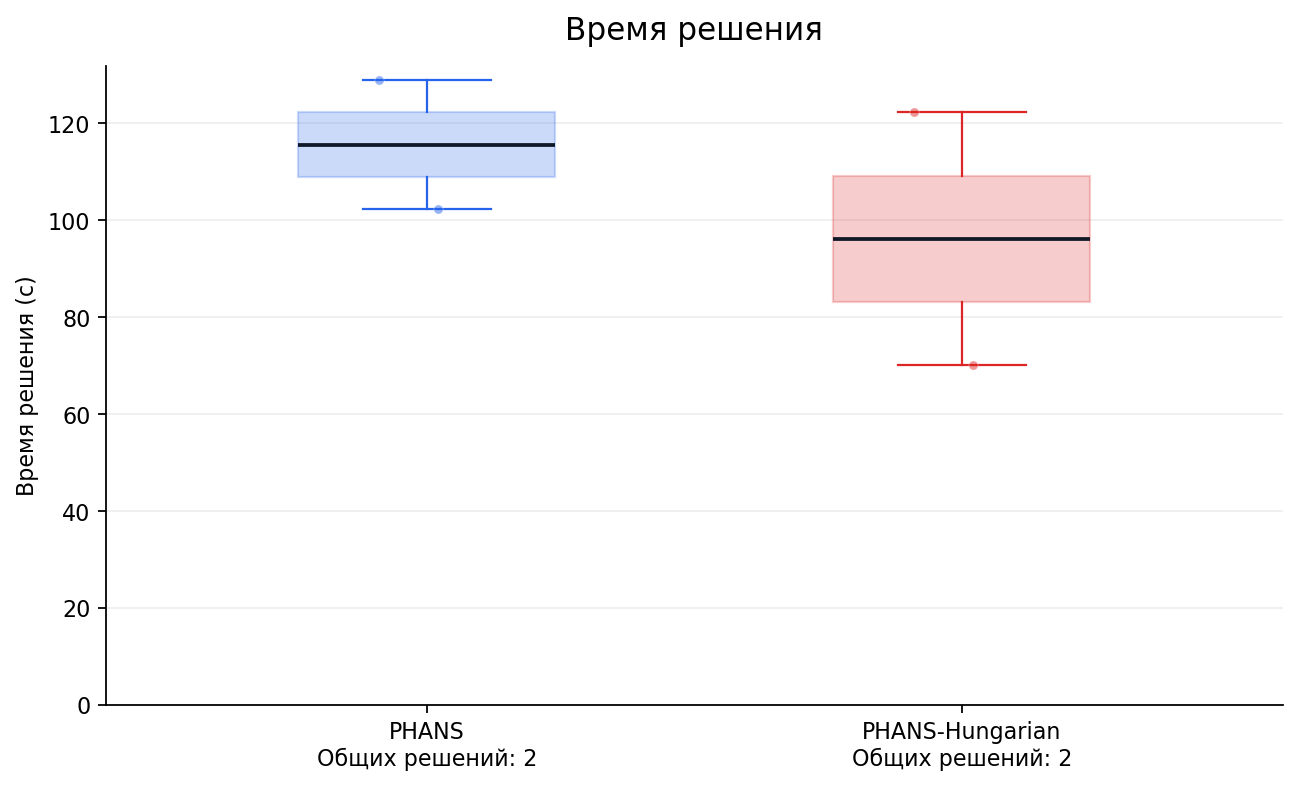 Время решения
Время решения (с)
120
100
80
60
40
20
0
PHANS
Общих решений: 2
PHANS-Hungarian
Общих решений: 2